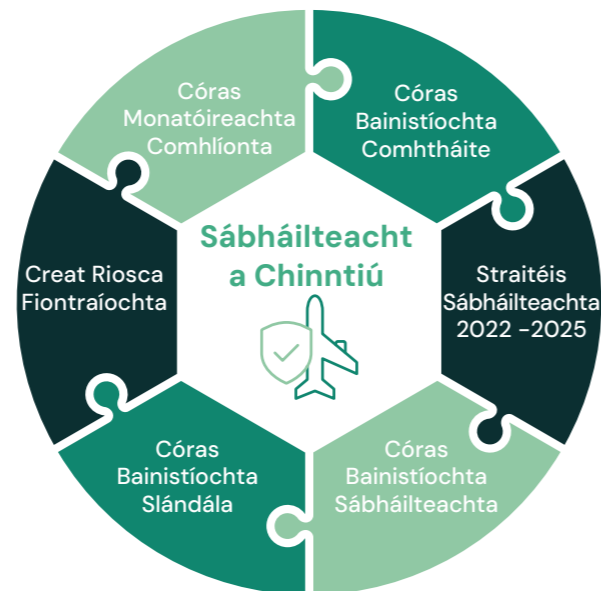 Córas
Monatóireachta
Comhlíonta
Córas
Bainistíochta
Comhtháite
Sábháilteacht
a Chinntiú
Creat Riosca
Fiontraíochta
Straitéis
Sábháilteachta
2022 -2025
Córas
Bainistíochta
Slándála
Córas
Bainistíochta
Sábháilteachta